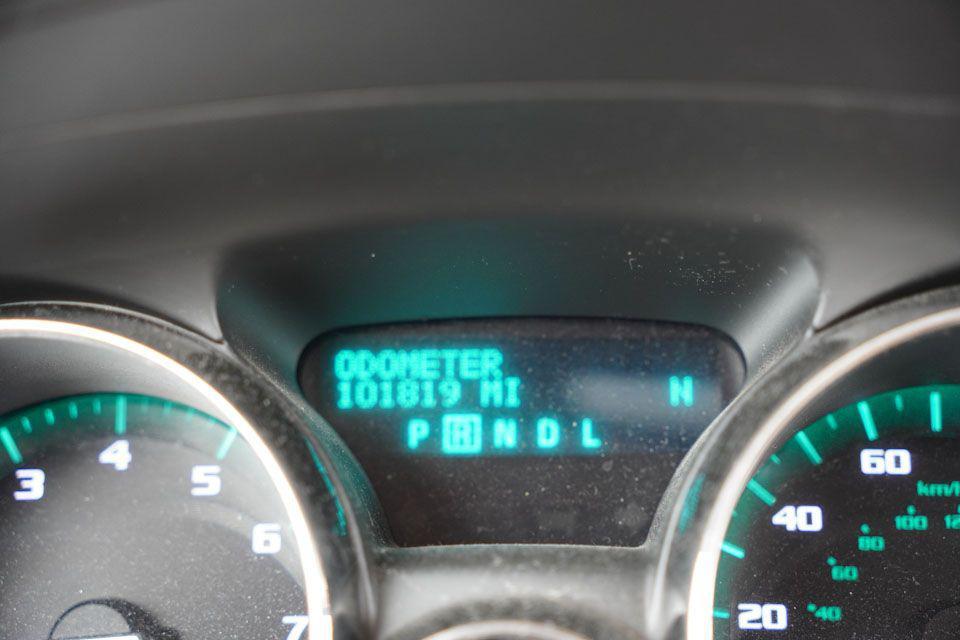 ODOMETER
101819 MI N
P R N D L
3 4 5 6 7
20 40 60
km/h
40 60 80 100